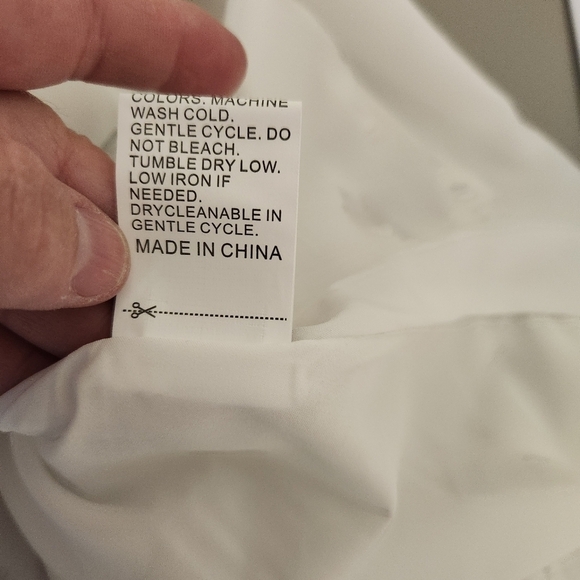 COLORS. MACHINE
WASH COLD.
GENTLE CYCLE. DO
NOT BLEACH.
TUMBLE DRY LOW.
LOW IRON IF
NEEDED.
DRYCLEANABLE IN
GENTLE CYCLE.
MADE IN CHINA